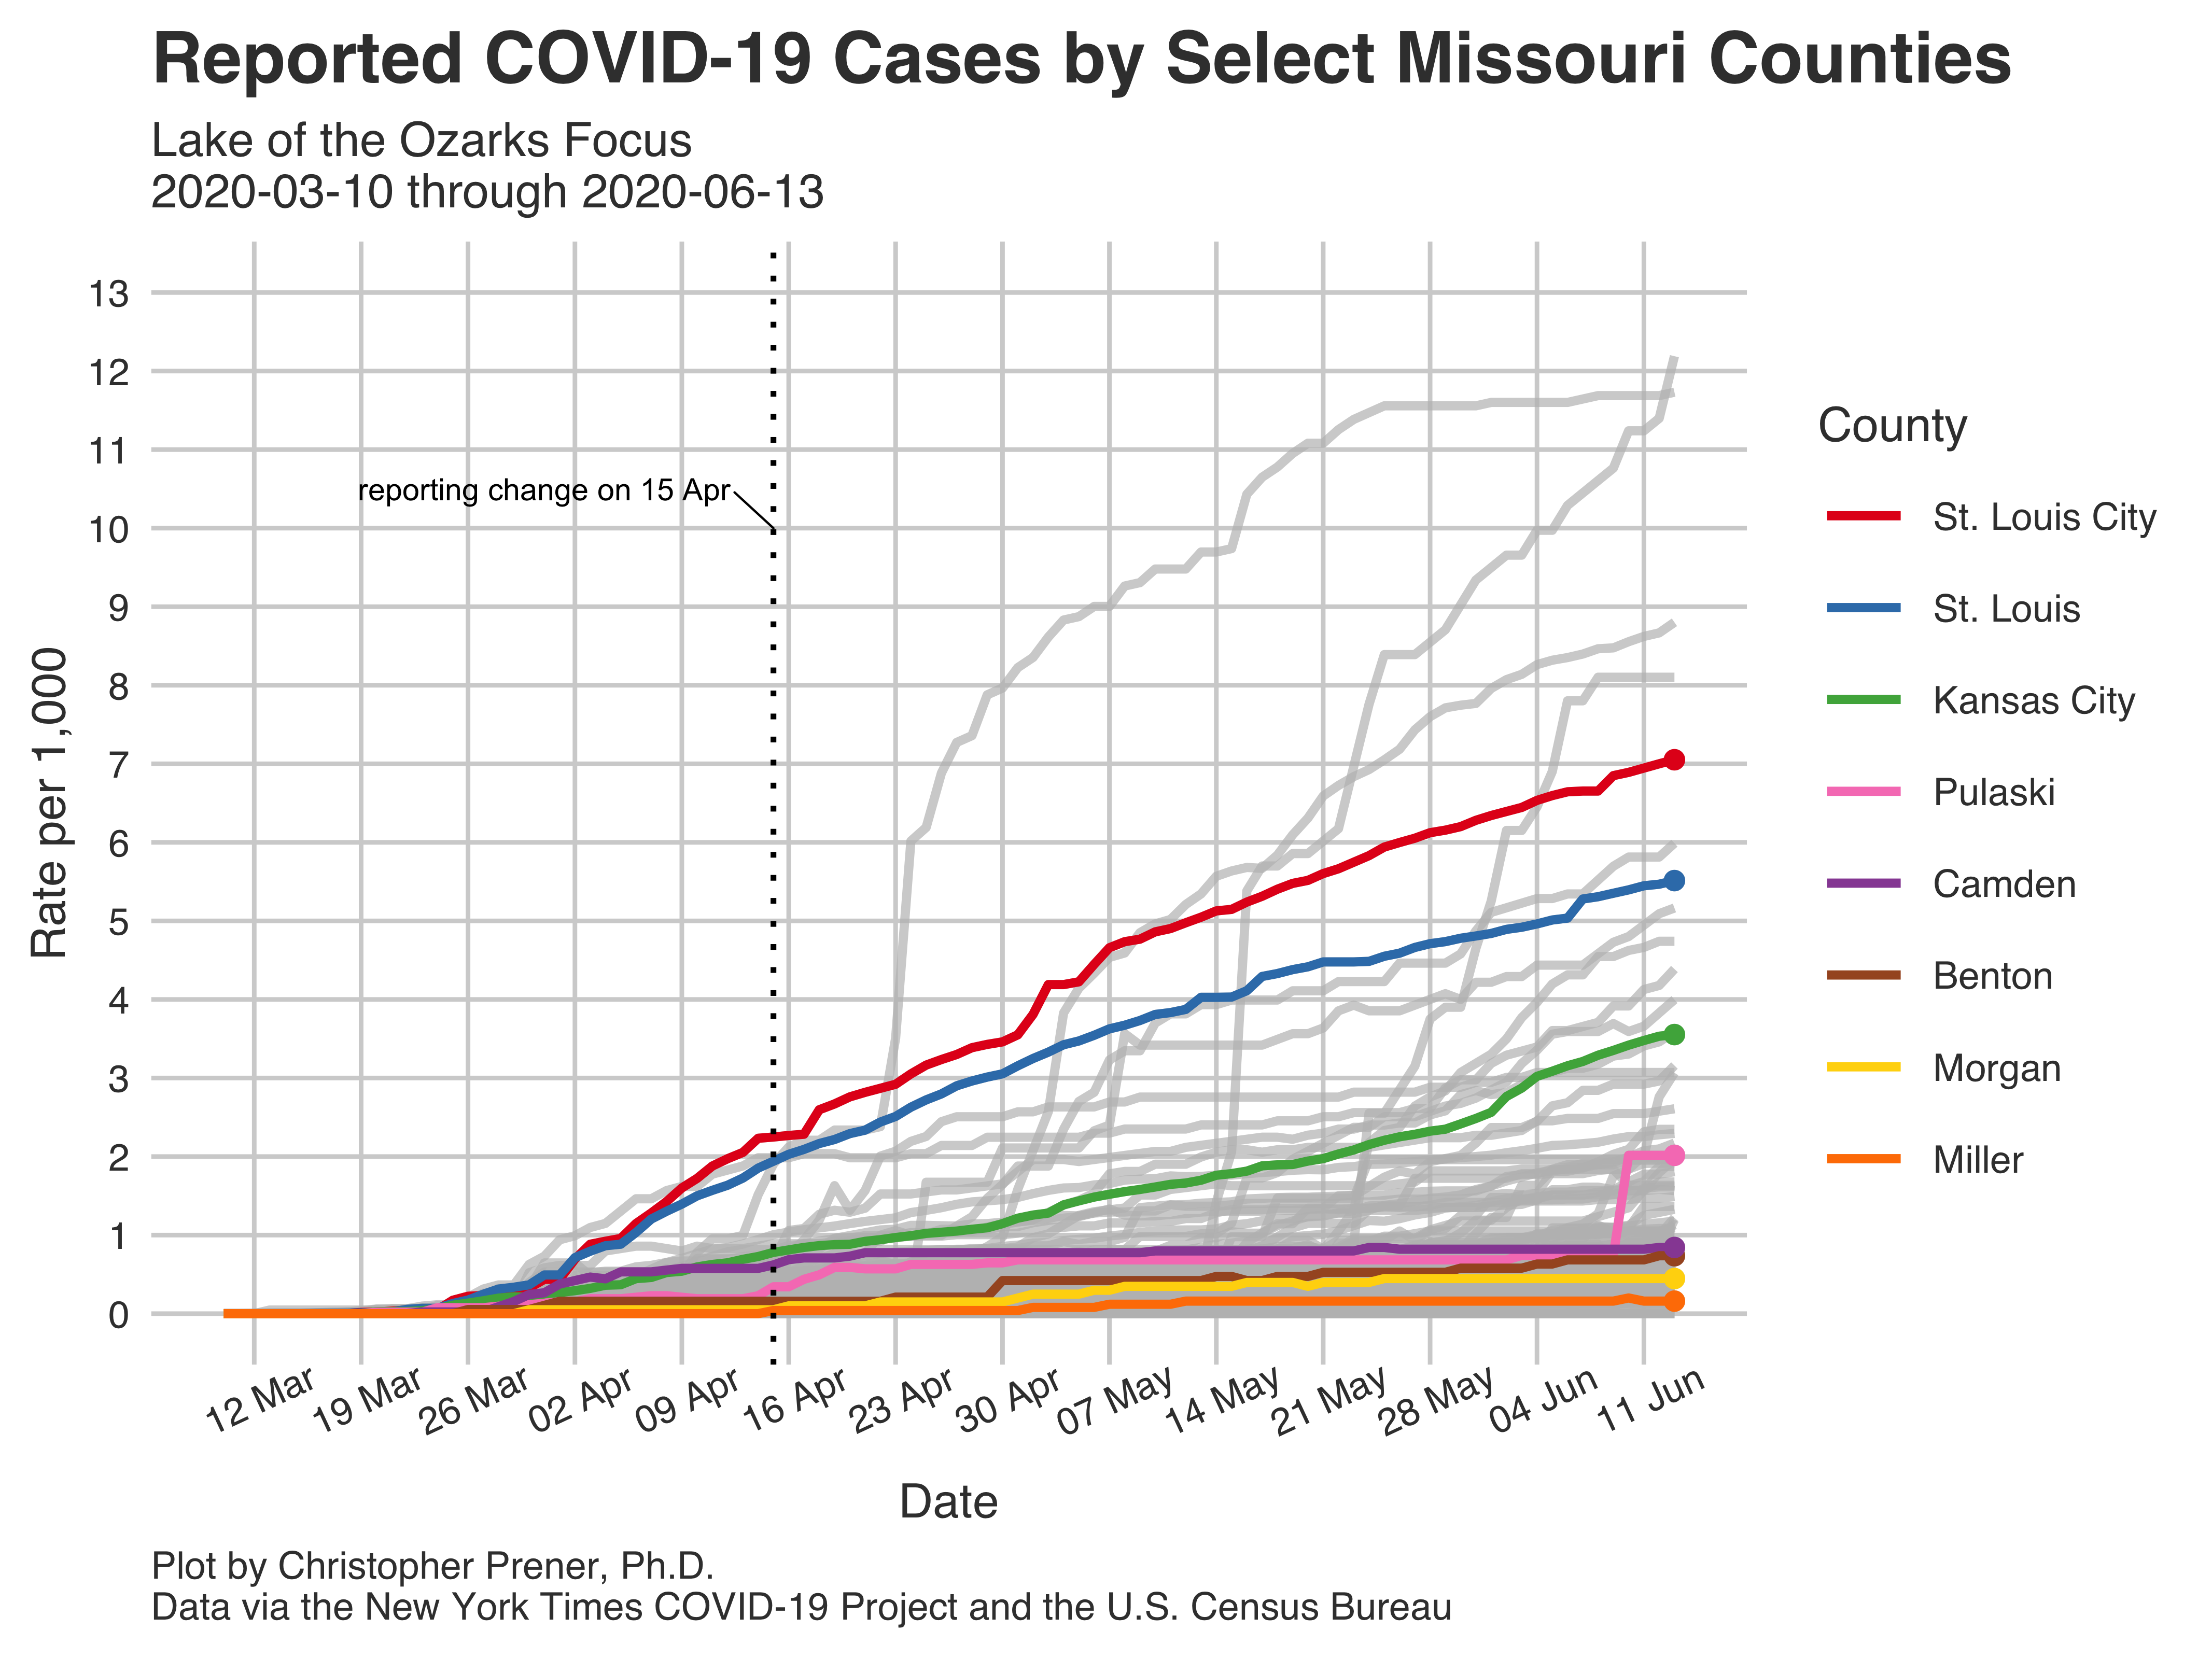 Reported COVID-19 Cases by Select Missouri Counties
Lake of the Ozarks Focus
2020-03-10 through 2020-06-13
13
12
11
10
9
8
7
6
5
4
3
2
1
0
Rate per 1,000
reporting change on 15 Apr
12 Mar
19 Mar
26 Mar
02 Apr
09 Apr
16 Apr
23 Apr
30 Apr
07 May
14 May
21 May
28 May
04 Jun
11 Jun
Date
County
St. Louis City
St. Louis
Kansas City
Pulaski
Camden
Benton
Morgan
Miller
Plot by Christopher Prener, Ph.D.
Data via the New York Times COVID-19 Project and the U.S. Census Bureau